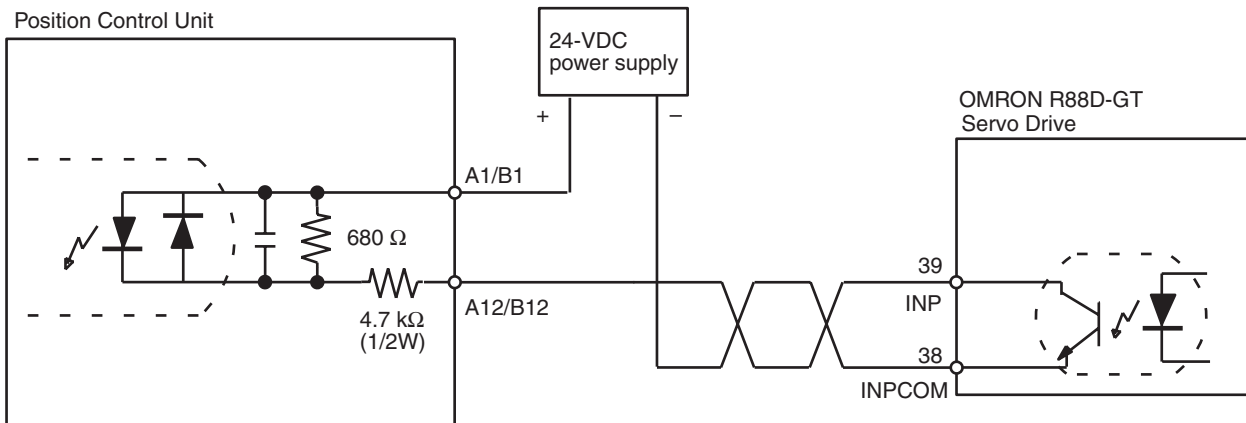 Position Control Unit
24-VDC
power supply
+
−
OMRON R88D-GT
Servo Drive
A1/B1
680 Ω
A12/B12
4.7 kΩ
(1/2W)
39
INP
38
INPCOM